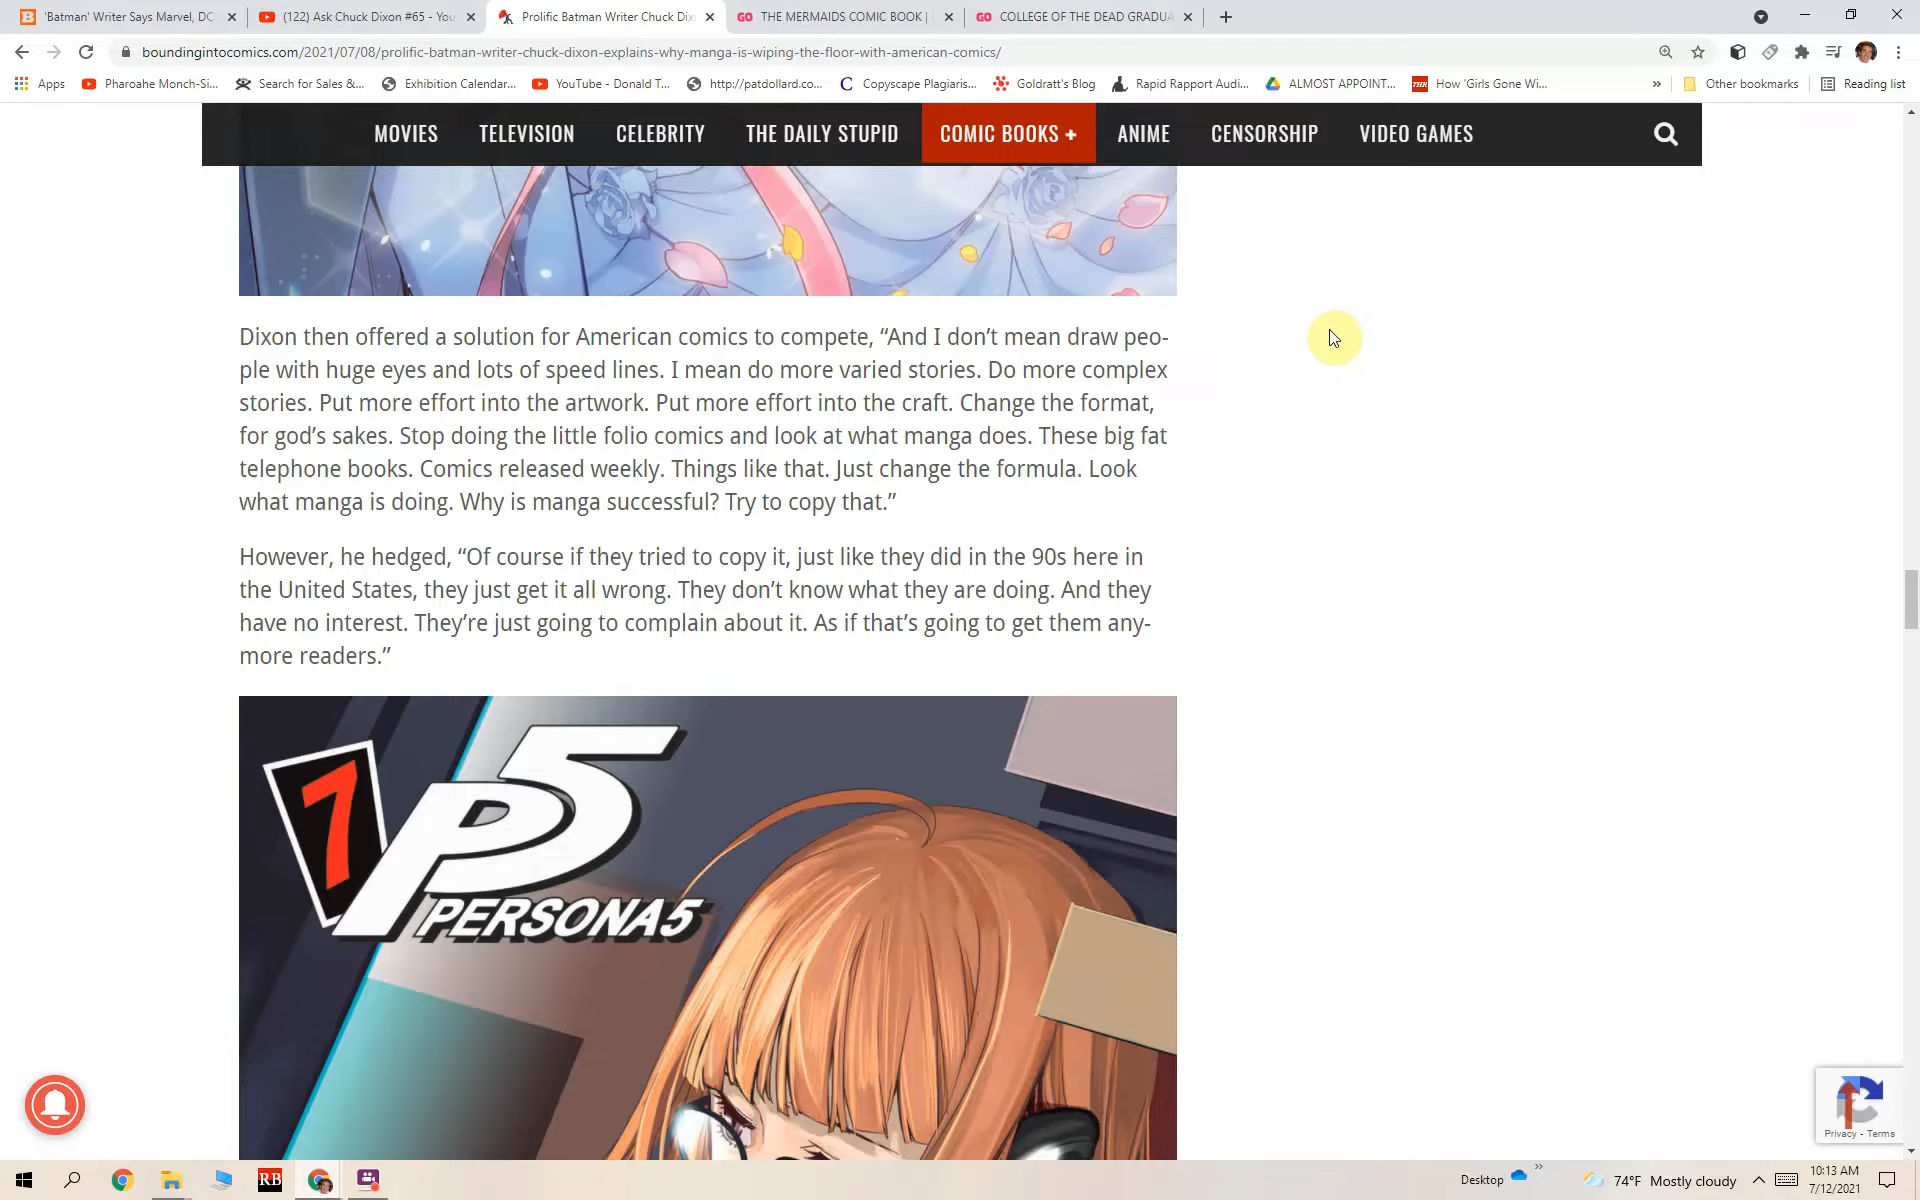 'Batman' Writer Says Marvel, DC
(122) Ask Chuck Dixon #65 - You
Prolific Batman Writer Chuck Dix
GO THE MERMAIDS COMIC BOOK |
GO COLLEGE OF THE DEAD GRADUA
boundingintocomics.com/2021/07/08/prolific-batman-writer-chuck-dixon-explains-why-manga-is-wiping-the-floor-with-american-comics/
Apps
Pharoahe Monch-Si...
Search for Sales &...
Exhibition Calendar...
YouTube - Donald T...
http://patdollard.co...
Copyscape Plagiaris...
Goldratt's Blog
Rapid Rapport Audi...
ALMOST APPOINT...
THR How 'Girls Gone Wi...
»
Other bookmarks
Reading list
MOVIES
TELEVISION
CELEBRITY
THE DAILY STUPID
COMIC BOOKS +
ANIME
CENSORSHIP
VIDEO GAMES
Dixon then offered a solution for American comics to compete, “And I don’t mean draw peo-
ple with huge eyes and lots of speed lines. I mean do more varied stories. Do more complex
stories. Put more effort into the artwork. Put more effort into the craft. Change the format,
for god’s sakes. Stop doing the little folio comics and look at what manga does. These big fat
telephone books. Comics released weekly. Things like that. Just change the formula. Look
what manga is doing. Why is manga successful? Try to copy that.”
However, he hedged, “Of course if they tried to copy it, just like they did in the 90s here in
the United States, they just get it all wrong. They don’t know what they are doing. And they
have no interest. They’re just going to complain about it. As if that’s going to get them any-
more readers.”
7
P5
PERSONA5
Privacy - Terms
RB
Desktop
»
74°F Mostly cloudy
10:13 AM
7/12/2021